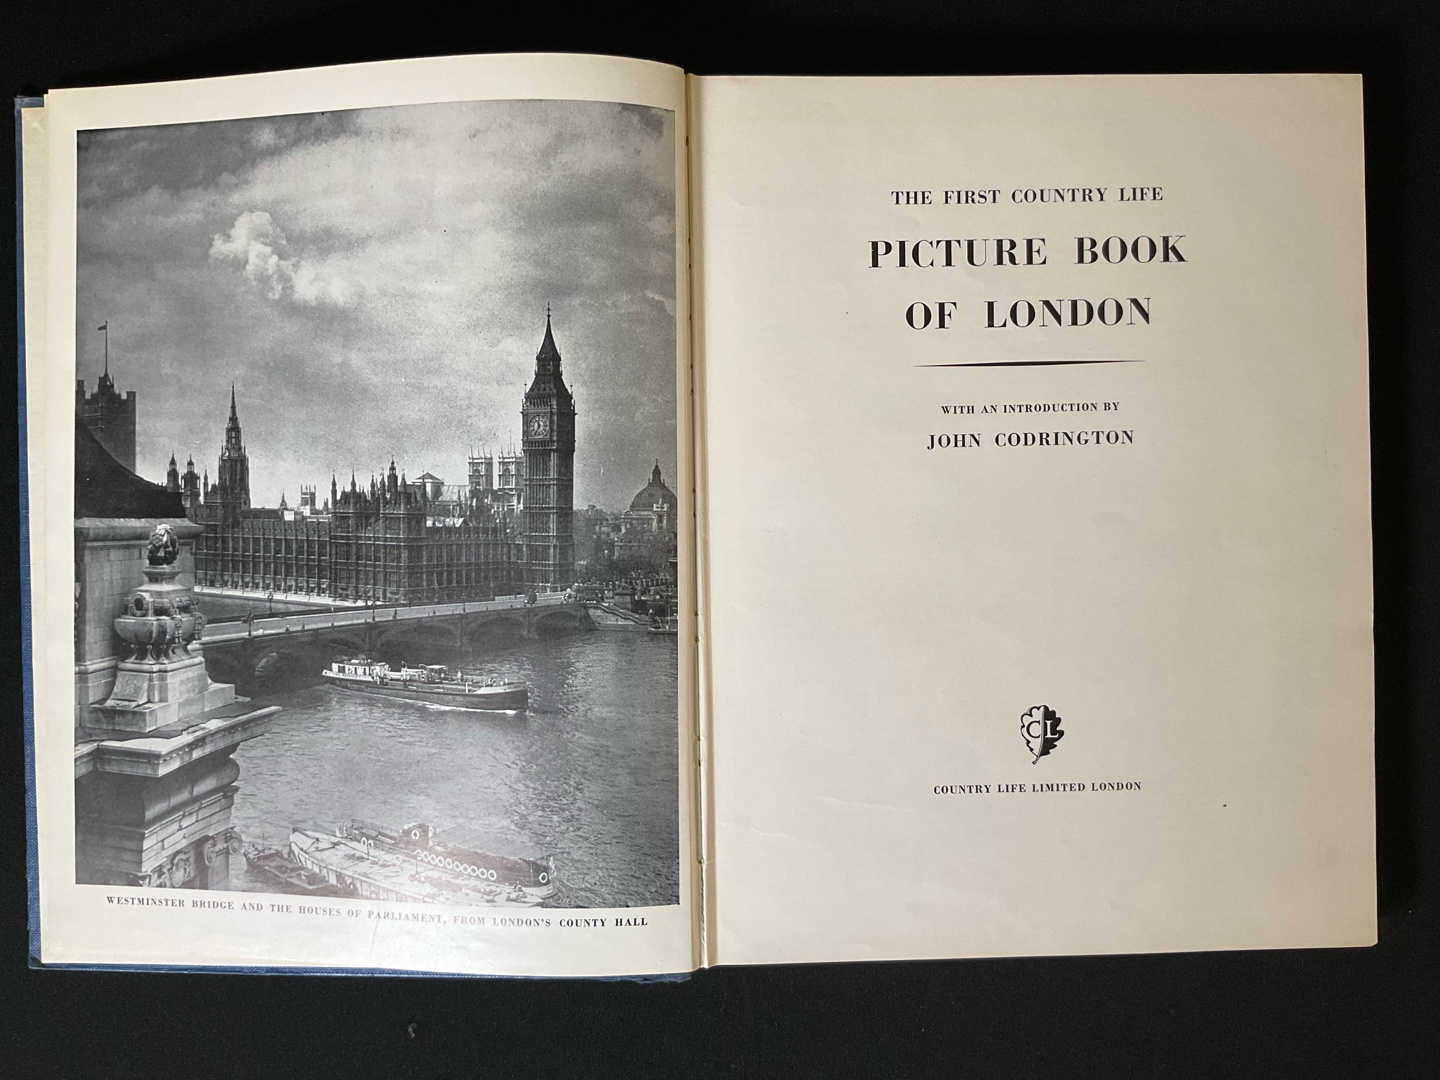 WESTMINSTER BRIDGE AND THE HOUSES OF PARLIAMENT, FROM LONDON'S COUNTY HALL
THE FIRST COUNTRY LIFE
PICTURE BOOK
OF LONDON
WITH AN INTRODUCTION BY
JOHN CODRINGTON
CL
COUNTRY LIFE LIMITED LONDON